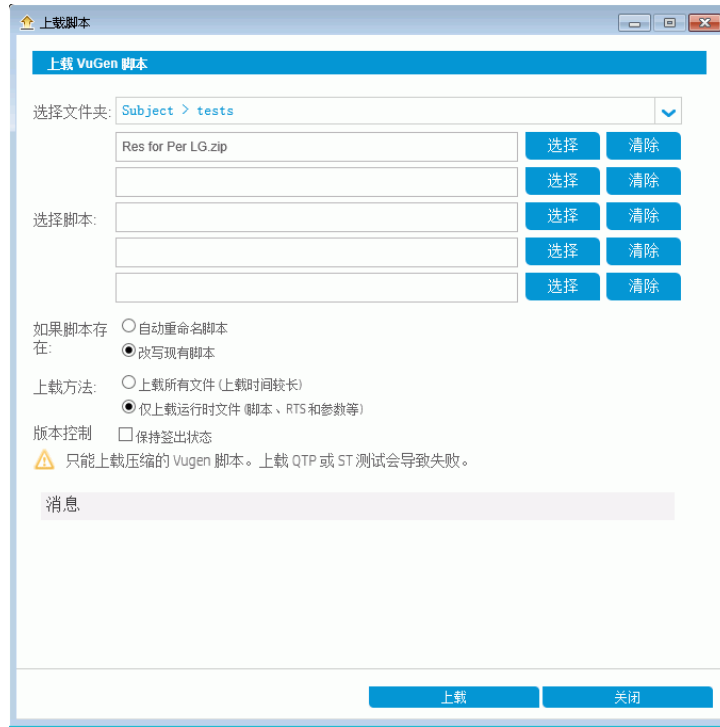 上载脚本
上载 VuGen 脚本
选择文件夹: Subject > tests
Res for Per LG.zip 选择 清除
选择 清除
选择脚本: 选择 清除
选择 清除
选择 清除
如果脚本存在: 自动重命名脚本
改写现有脚本
上载方法: 上载所有文件 (上载时间较长)
仅上载运行时文件 (脚本、RTS 和参数等)
版本控制 保持签出状态
只能上载压缩的 Vugen 脚本。上载 QTP 或 ST 测试会导致失败。
消息
上载 关闭